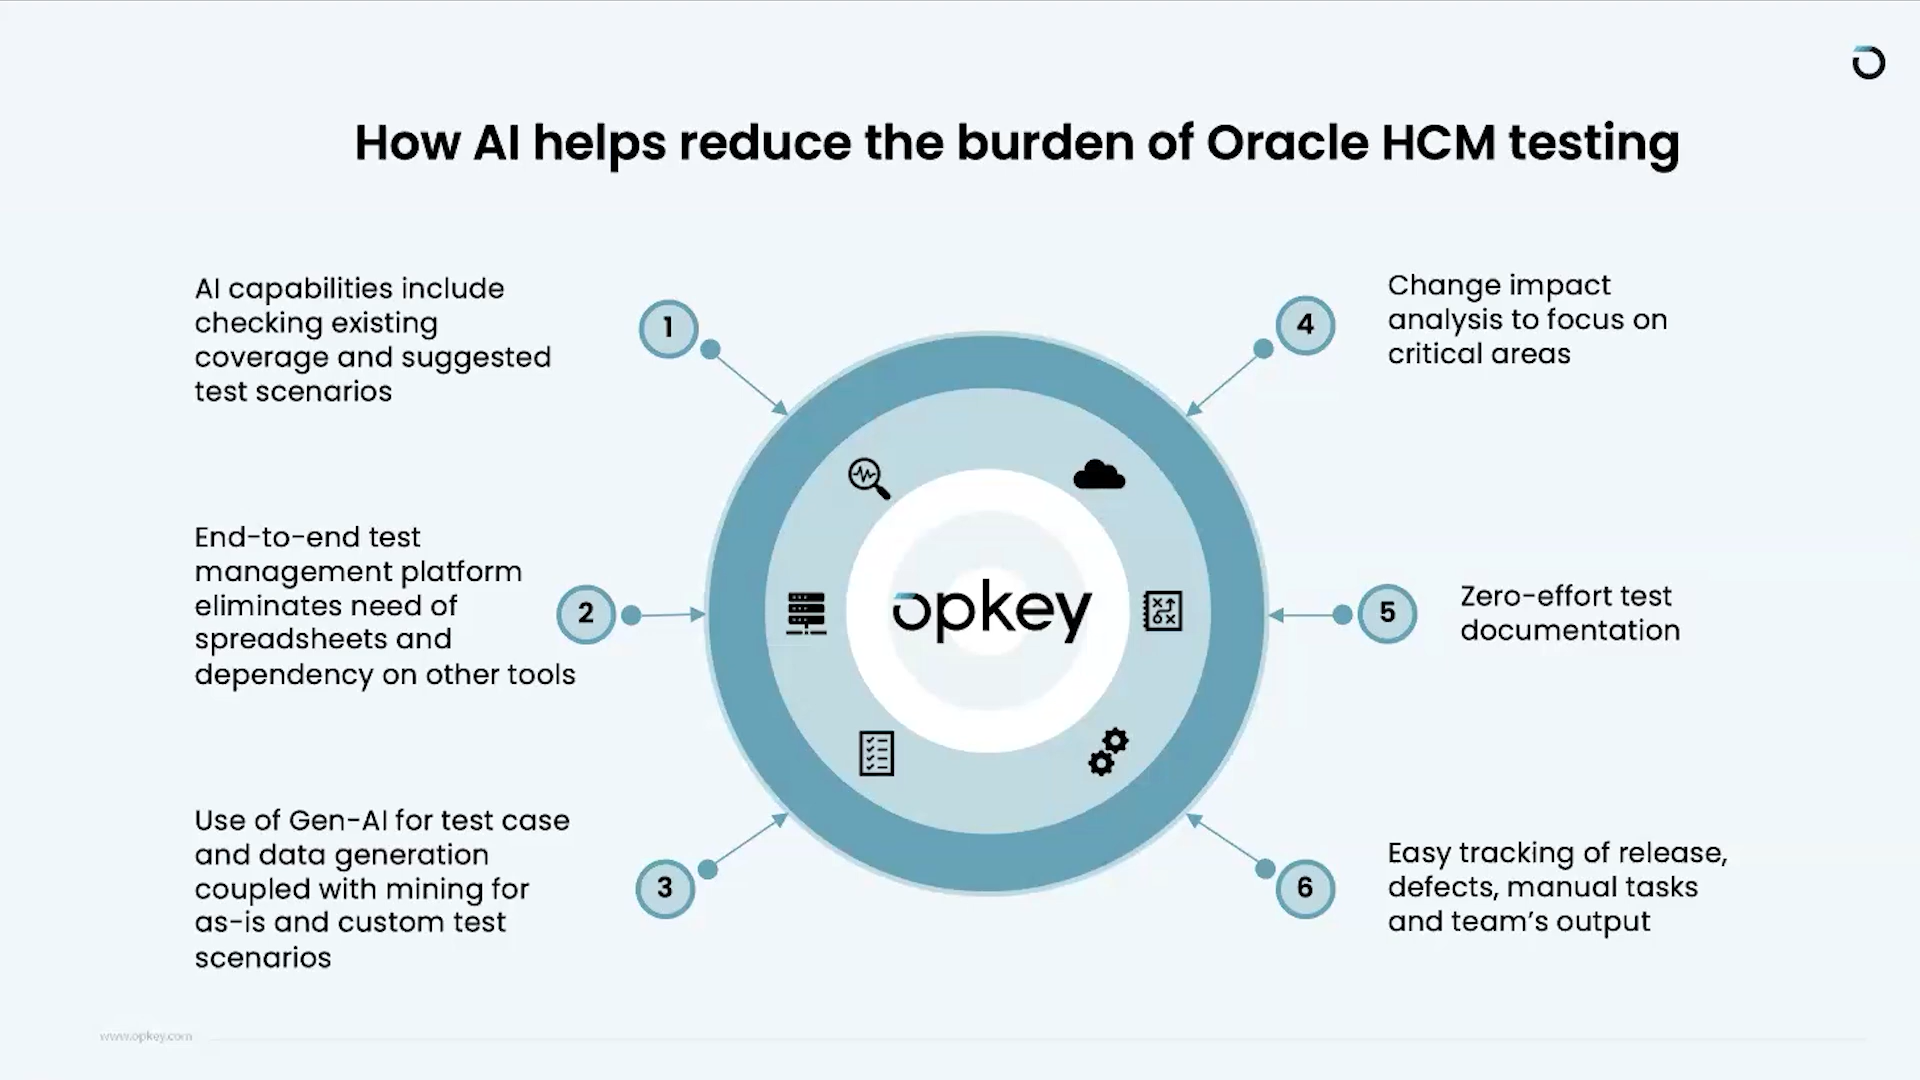 How AI helps reduce the burden of Oracle HCM testing
AI capabilities include
checking existing
coverage and suggested
test scenarios
1
End-to-end test
management platform
eliminates need of
spreadsheets and
dependency on other tools
2
Use of Gen-AI for test case
and data generation
coupled with mining for
as-is and custom test
scenarios
3
opkey
4
Change impact
analysis to focus on
critical areas
5
Zero-effort test
documentation
6
Easy tracking of release,
defects, manual tasks
and team's output
www.opkey.com